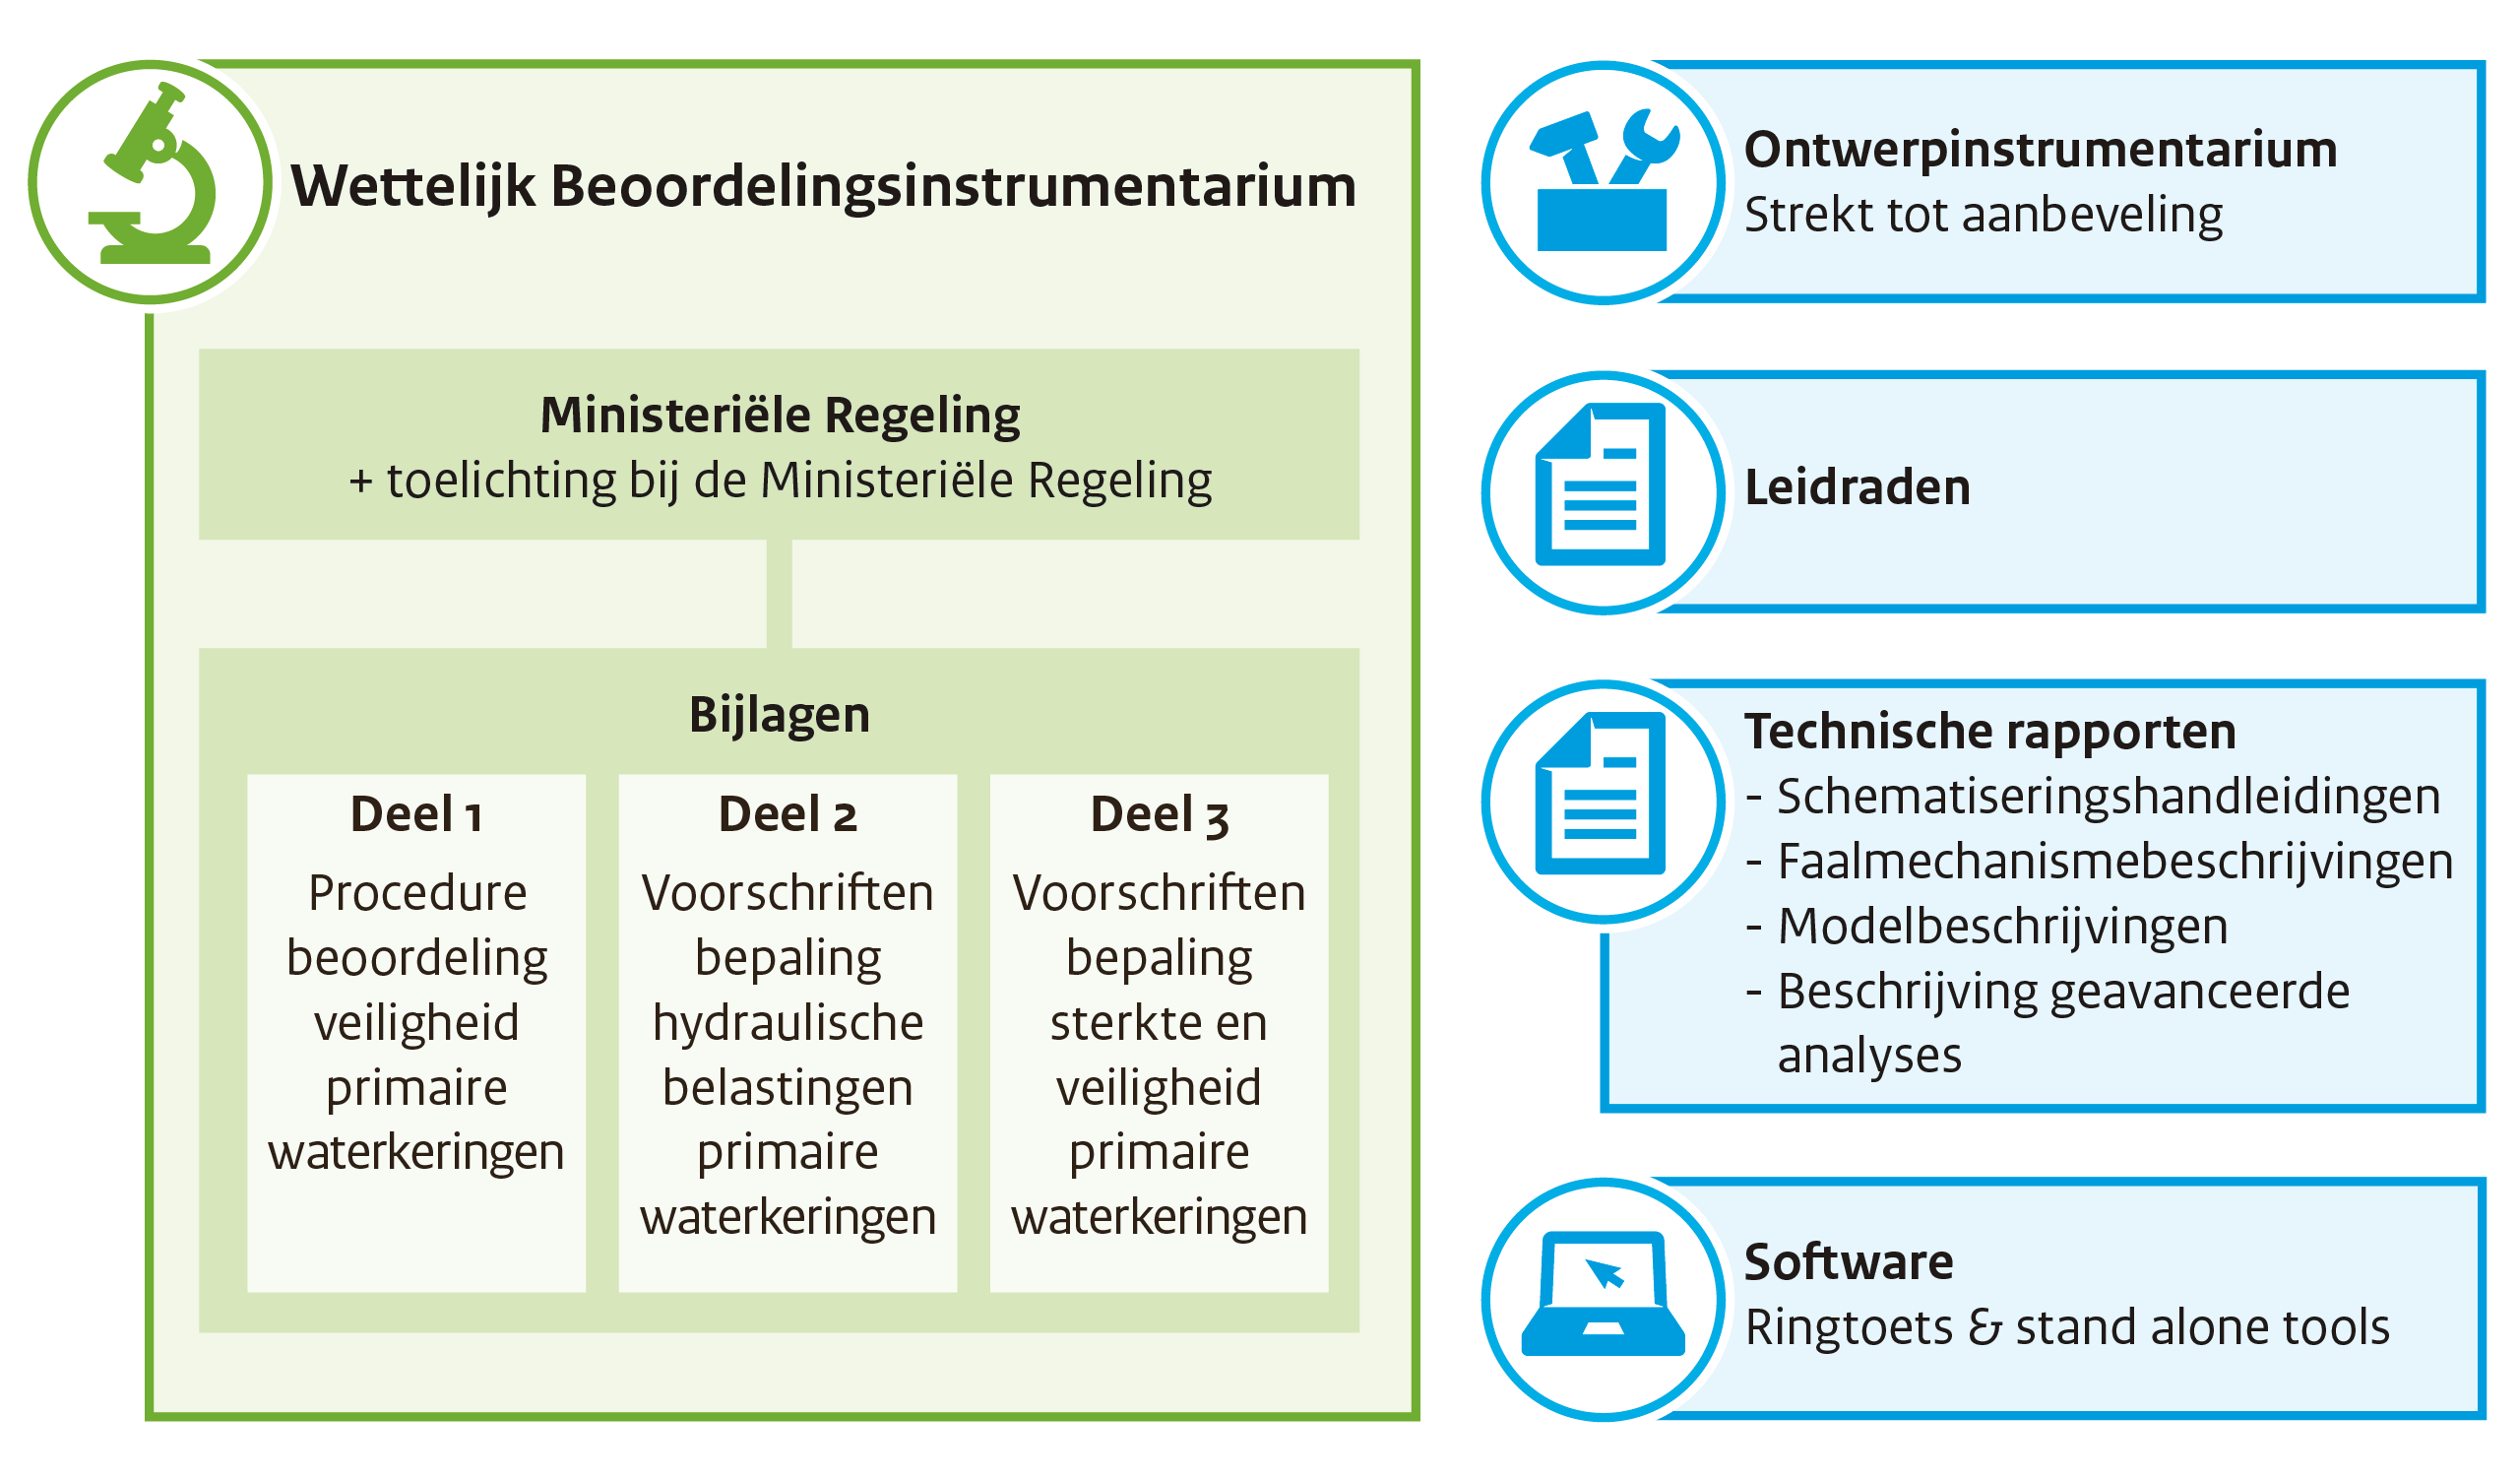 Wettelijk Beoordelingsinstrumentarium
Ministeriële Regeling
+ toelichting bij de Ministeriële Regeling
Bijlagen
Deel 1
Procedure
beoordeling
veiligheid
primaire
waterkeringen
Deel 2
Voorschriften
bepaling
hydraulische
belastingen
primaire
waterkeringen
Deel 3
Voorschriften
bepaling
sterkte en
veiligheid
primaire
waterkeringen
Ontwerpinstrumentarium
Strekt tot aanbeveling
Leidraden
Technische rapporten
- Schematiseringshandleidingen
- Faalmechanismebeschrijvingen
- Modelbeschrijvingen
- Beschrijving geavanceerde
analyses
Software
Ringtoets & stand alone tools